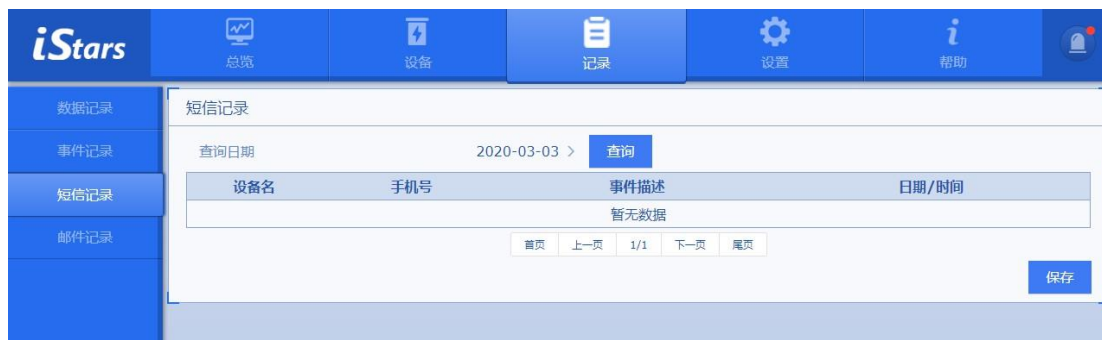 iStars
总览
设备
记录
设置
帮助
数据记录
事件记录
短信记录
邮件记录
短信记录
查询日期 2020-03-03 > 查询
设备名 手机号 事件描述 日期/时间
暂无数据
首页 上一页 1/1 下一页 尾页
保存